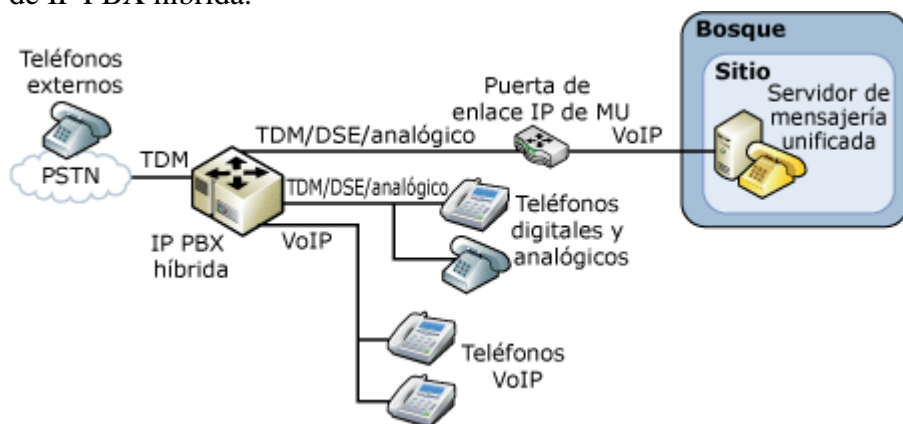 de IP PBX híbrida.
Bosque
Sitio
Servidor de
mensajería
unificada
Teléfonos
externos
PSTN
TDM
TDM/DSE/analógico
Puerta de
enlace IP de MU
VoIP
IP PBX
híbrida
TDM/DSE/analógico
VoIP
Teléfonos
digitales y
analógicos
Teléfonos
VoIP